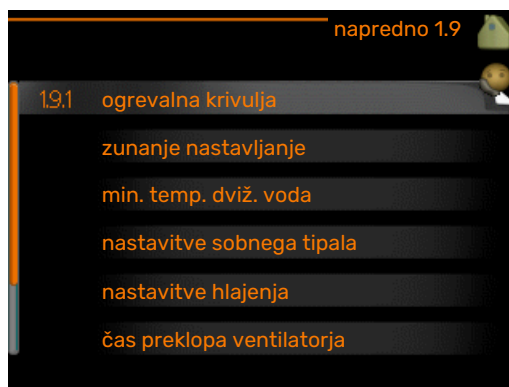 napredno 1.9
1.9.1 ogrevalna krivulja
zunanje nastavljanje
min. temp. dviž. voda
nastavitve sobnega tipala
nastavitve hlajenja
čas preklopa ventilatorja